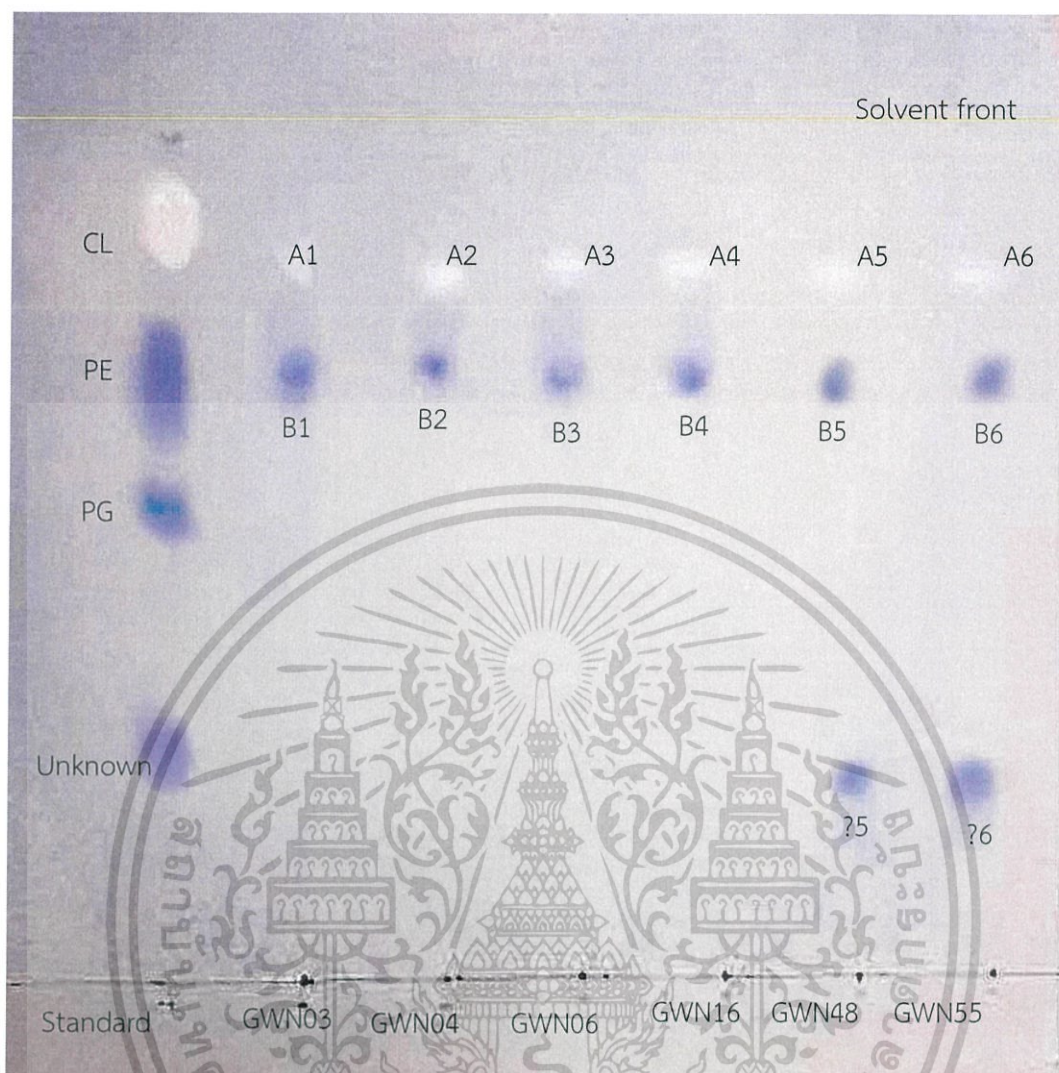 Solvent front
CL
A1
A2
A3
A4
A5
A6
PE
B1
B2
B3
B4
B5
B6
PG
Unknown
?5
?6
Standard
GWN03
GWN04
GWN06
GWN16
GWN48
GWN55